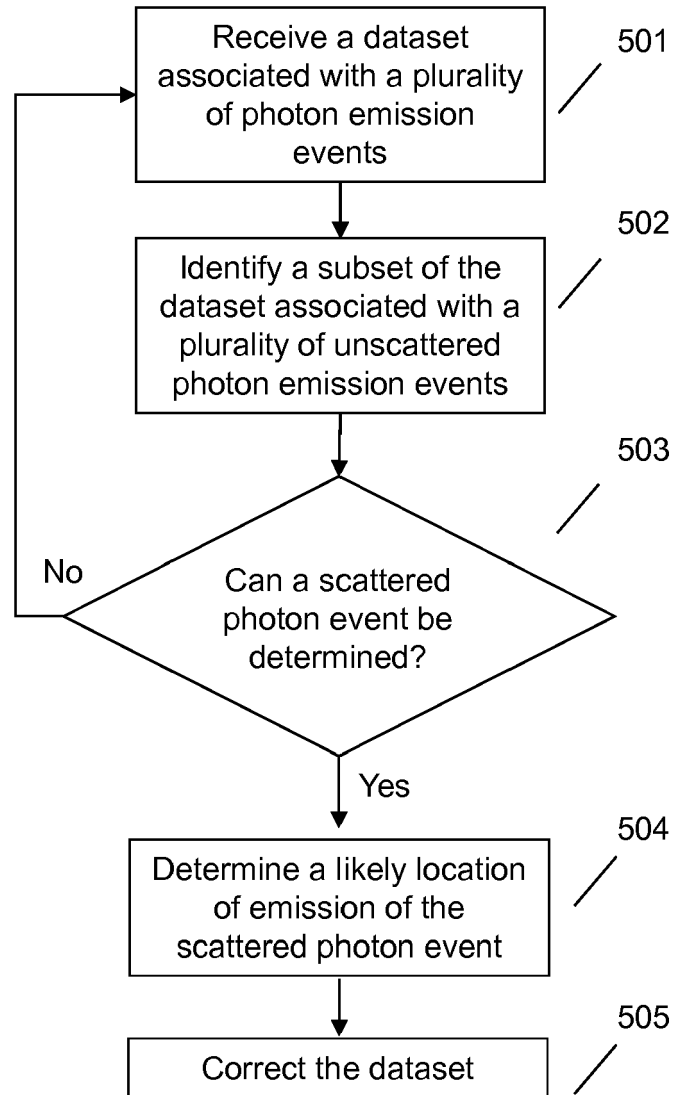 Receive a dataset
associated with a plurality
of photon emission
events
501
Identify a subset of the
dataset associated with a
plurality of unscattered
photon emission events
502
Can a scattered
photon event be
determined?
503
No
Yes
Determine a likely location
of emission of the
scattered photon event
504
Correct the dataset
505